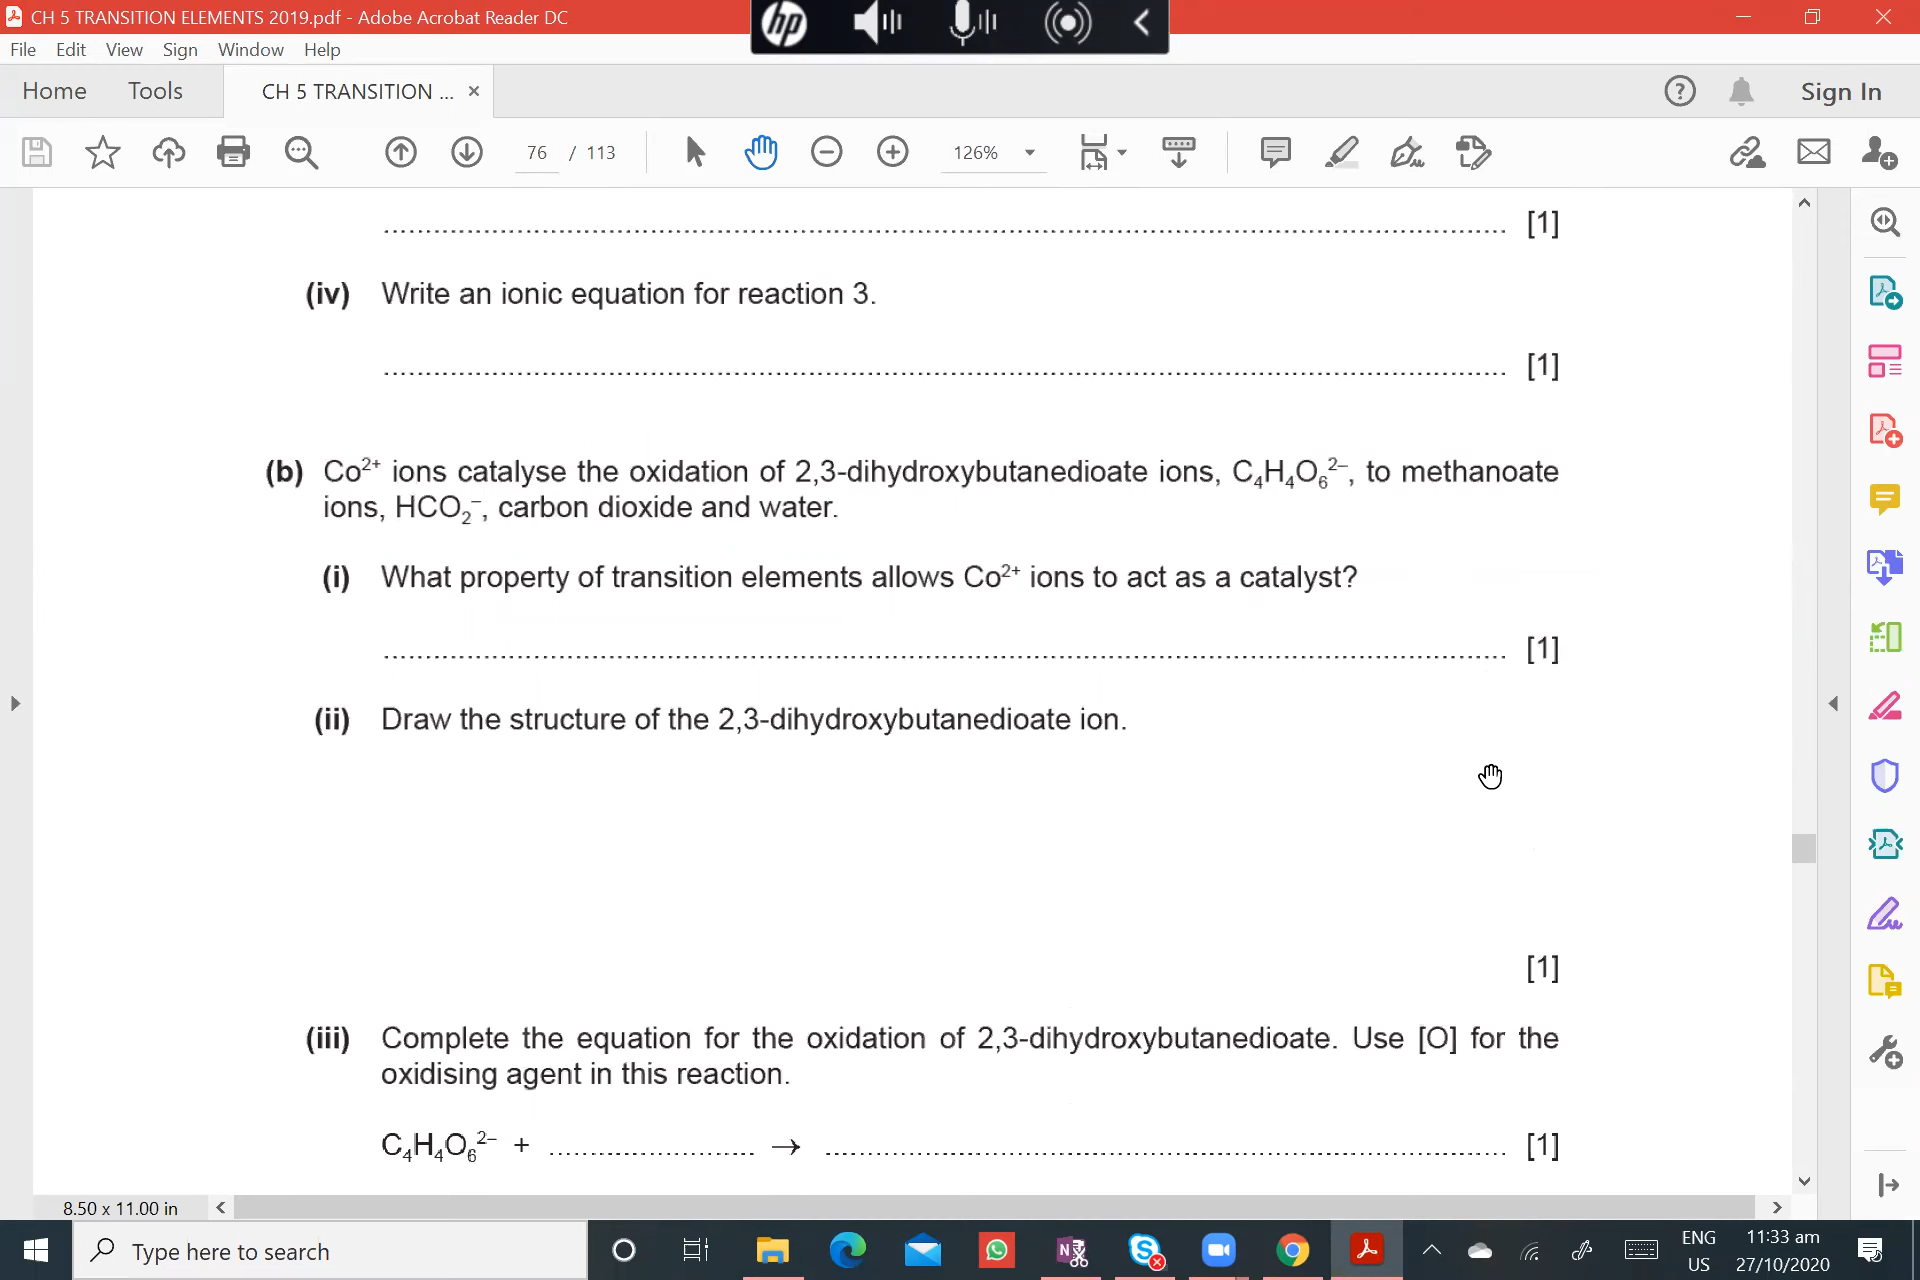 CH 5 TRANSITION ELEMENTS 2019.pdf - Adobe Acrobat Reader DC
hp
File Edit View Sign Window Help
Home Tools CH 5 TRANSITION ... × ? Sign In
76 / 113 126%
[1]
(iv) Write an ionic equation for reaction 3.
[1]
(b) Co²⁺ ions catalyse the oxidation of 2,3-dihydroxybutanedioate ions, C₄H₄O₆²⁻, to methanoate
ions, HCO₂⁻, carbon dioxide and water.
(i) What property of transition elements allows Co²⁺ ions to act as a catalyst?
[1]
(ii) Draw the structure of the 2,3-dihydroxybutanedioate ion.
[1]
(iii) Complete the equation for the oxidation of 2,3-dihydroxybutanedioate. Use [O] for the
oxidising agent in this reaction.
C₄H₄O₆²⁻ + .......................... → .......................... [1]
8.50 x 11.00 in
Type here to search
ENG
US
11:33 am
27/10/2020